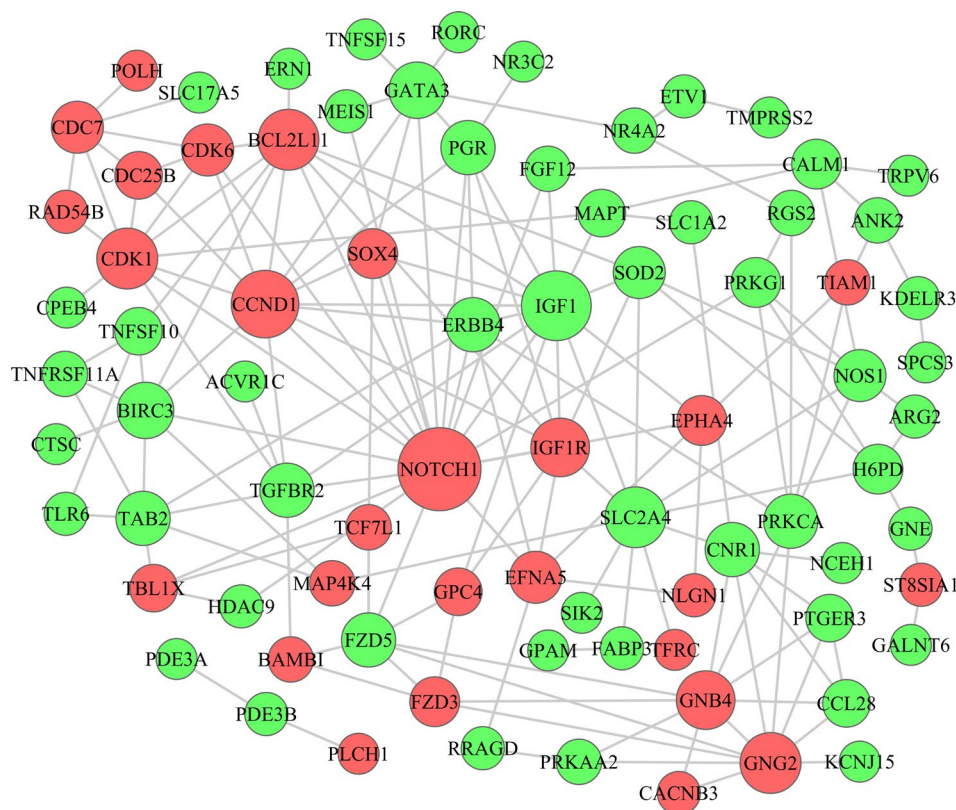 TNFSF15
RORC
NR3C2
POLH
SLC17A5
ERN1
MEIS1
GATA3
ETV1
TMPRSS2
NR4A2
CDC7
CDK6
BCL2L11
PGR
CDC25B
FGF12
CALM1
TRPV6
RAD54B
MAPT
SLC1A2
RGS2
ANK2
CDK1
SOX4
SOD2
PRKG1
TIAM1
KDELR3
CPEB4
CCND1
IGF1
ERBB4
TNFSF10
SPCS3
TNFRSF11A
ACVR1C
NOS1
BIRC3
ARG2
CTSC
NOTCH1
IGF1R
EPHA4
H6PD
TGFBR2
TLR6
TAB2
TCF7L1
SLC2A4
PRKCA
GNE
CNR1
NCEH1
TBL1X
HDAC9
MAP4K4
GPC4
EFNA5
NLGN1
ST8SIA1
SIK2
PTGER3
PDE3A
BAMBI
FZD5
GPAM
FABP3
TFRC
GALNT6
PDE3B
FZD3
GNB4
CCL28
PLCH1
RRAGD
PRKAA2
GNG2
KCNJ15
CACNB3